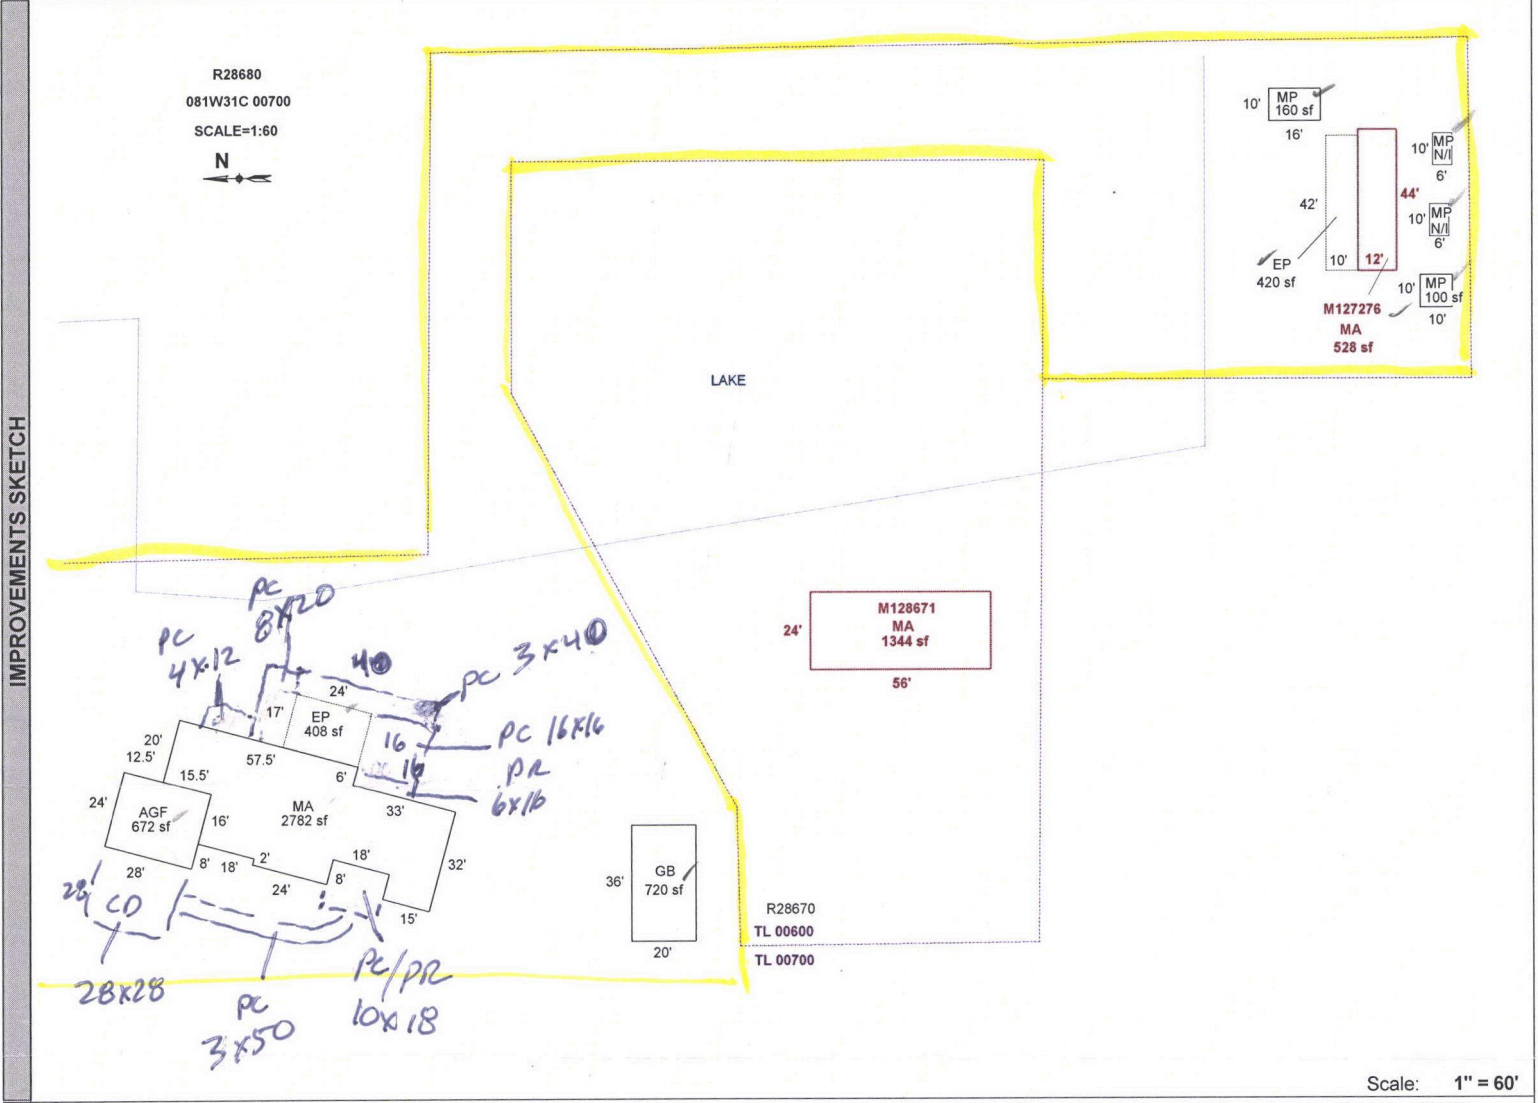 IMPROVEMENTS SKETCH
R28680
081W31C 00700
SCALE=1:60
N
10'
MP
160 sf
16'
10'
MP
N/I
6'
44'
42'
10'
MP
N/I
6'
EP
420 sf
10'
12'
10'
MP
100 sf
10'
M127276
MA
528 sf
LAKE
PC
8x20
PC
4x12
40
PC 3x40
24'
17'
EP
408 sf
16
PC 16x16
16
PR
6x16
20'
12.5'
57.5'
6'
15.5'
33'
24'
AGF
672 sf
16'
MA
2782 sf
8'
18'
2'
18'
32'
28'
24'
8'
15'
28'
CD
28x28
PC
3x50
PC/PR
10x18
24'
M128671
MA
1344 sf
56'
36'
GB
720 sf
20'
R28670
TL 00600
TL 00700
Scale: 1" = 60'